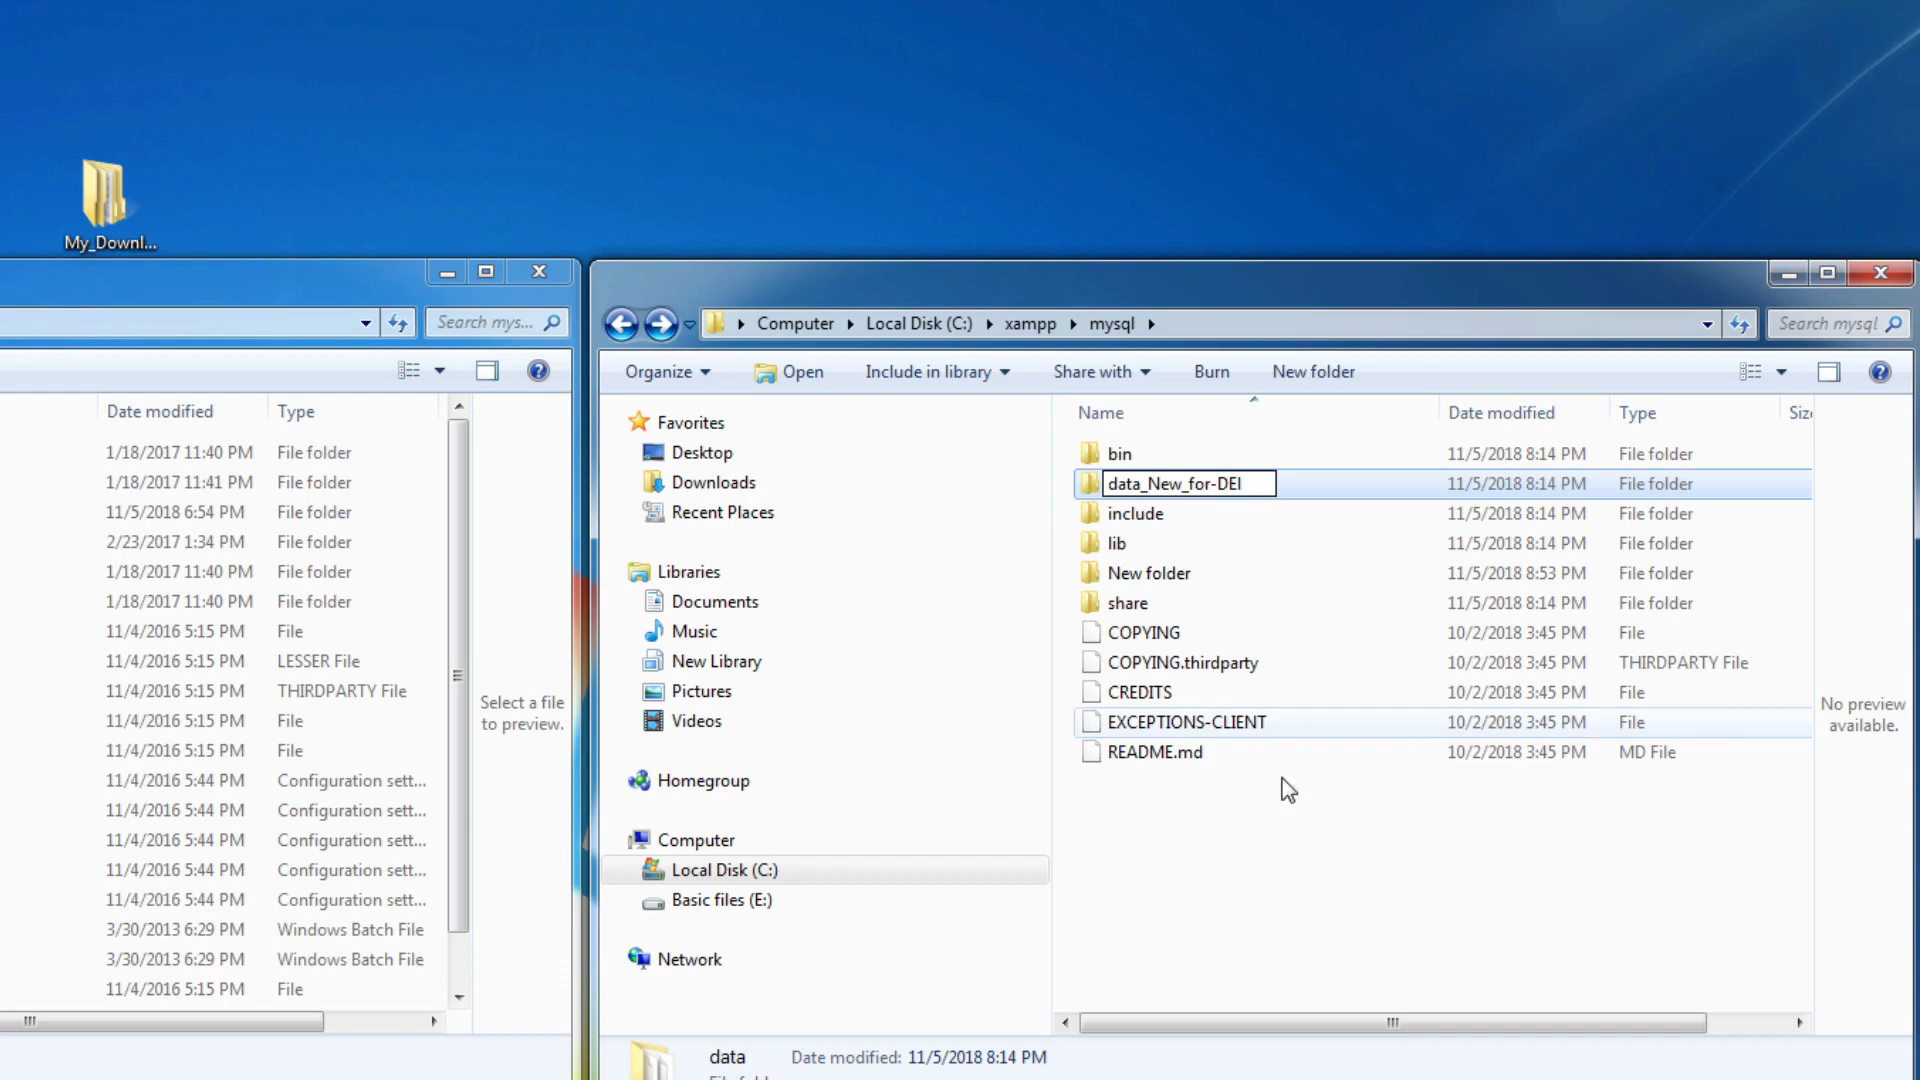 My_Downl...
Search mys...
Date modified Type
1/18/2017 11:40 PM File folder
1/18/2017 11:41 PM File folder
11/5/2018 6:54 PM File folder
2/23/2017 1:34 PM File folder
1/18/2017 11:40 PM File folder
1/18/2017 11:40 PM File folder
11/4/2016 5:15 PM File
11/4/2016 5:15 PM LESSER File
11/4/2016 5:15 PM THIRDPARTY File
11/4/2016 5:15 PM File
11/4/2016 5:15 PM File
11/4/2016 5:44 PM Configuration sett...
11/4/2016 5:44 PM Configuration sett...
11/4/2016 5:44 PM Configuration sett...
11/4/2016 5:44 PM Configuration sett...
11/4/2016 5:44 PM Configuration sett...
3/30/2013 6:29 PM Windows Batch File
3/30/2013 6:29 PM Windows Batch File
11/4/2016 5:15 PM File
Select a file
to preview.
Computer Local Disk (C:) xampp mysql
Search mysql
Organize Open Include in library Share with Burn New folder
Favorites
Desktop
Downloads
Recent Places
Libraries
Documents
Music
New Library
Pictures
Videos
Homegroup
Computer
Local Disk (C:)
Basic files (E:)
Network
Name Date modified Type Siz
bin 11/5/2018 8:14 PM File folder
data_New_for-DEl 11/5/2018 8:14 PM File folder
include 11/5/2018 8:14 PM File folder
lib 11/5/2018 8:14 PM File folder
New folder 11/5/2018 8:53 PM File folder
share 11/5/2018 8:14 PM File folder
COPYING 10/2/2018 3:45 PM File
COPYING.thirdparty 10/2/2018 3:45 PM THIRDPARTY File
CREDITS 10/2/2018 3:45 PM File
EXCEPTIONS-CLIENT 10/2/2018 3:45 PM File
README.md 10/2/2018 3:45 PM MD File
No preview
available.
data Date modified: 11/5/2018 8:14 PM